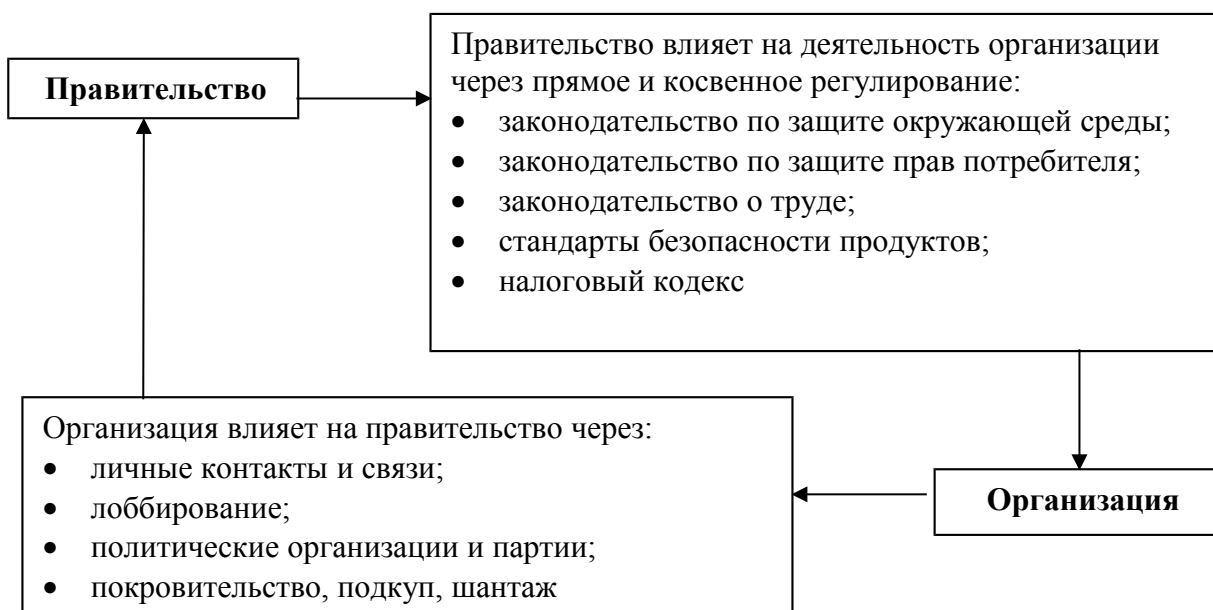 Правительство
Правительство влияет на деятельность организации
через прямое и косвенное регулирование:
• законодательство по защите окружающей среды;
• законодательство по защите прав потребителя;
• законодательство о труде;
• стандарты безопасности продуктов;
• налоговый кодекс
Организация влияет на правительство через:
• личные контакты и связи;
• лоббирование;
• политические организации и партии;
• покровительство, подкуп, шантаж
Организация